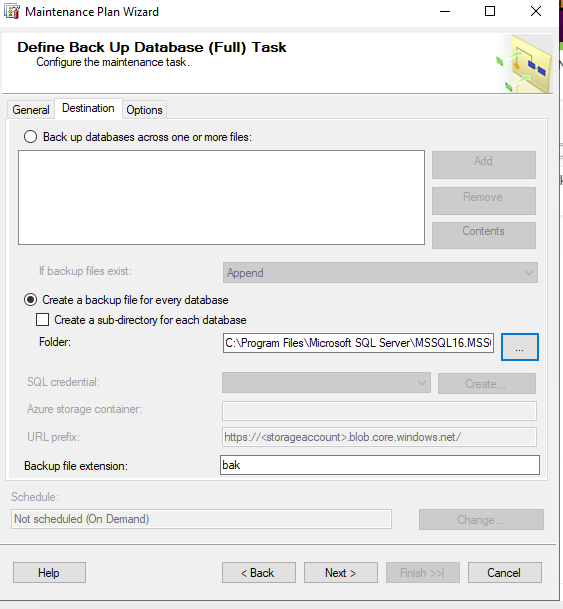 Maintenance Plan Wizard
Define Back Up Database (Full) Task
Configure the maintenance task.
General Destination Options
Back up databases across one or more files:
Add
Remove
Contents
If backup files exist: Append
Create a backup file for every database
Create a sub-directory for each database
Folder: C:\Program Files\Microsoft SQL Server\MSSQL16.MSS ...
SQL credential: Create...
Azure storage container:
URL prefix: https://<storageaccount>.blob.core.windows.net/
Backup file extension: bak
Schedule:
Not scheduled (On Demand) Change...
Help < Back Next > Finish >>| Cancel